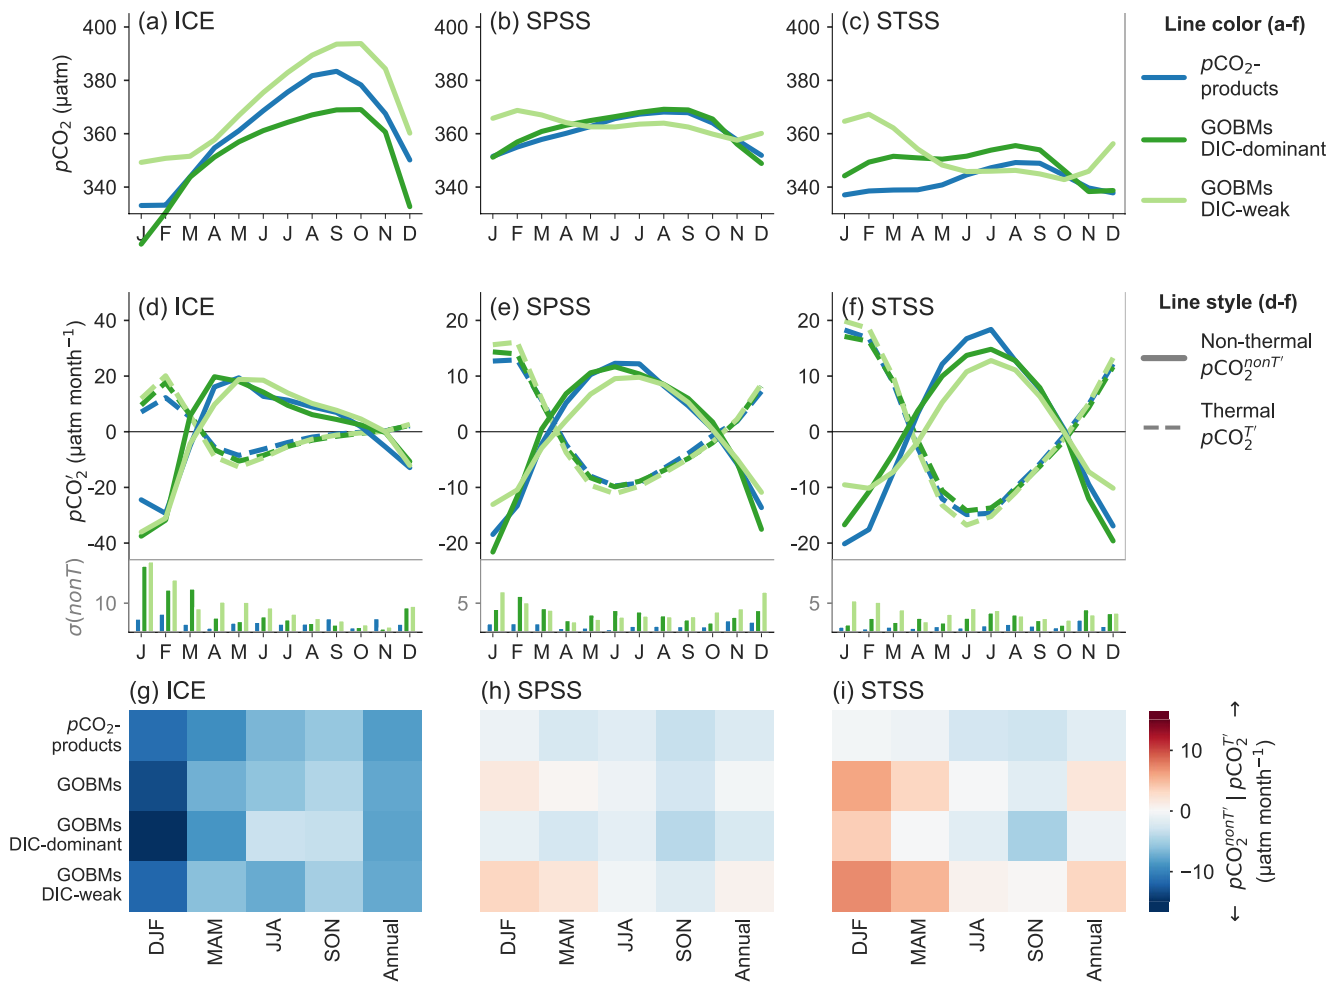 (a) ICE
(b) SPSS
(c) STSS
Line color (a-f)
400
380
360
340
pCO₂ (µatm)
J F M A M J J A S O N D
400
380
360
340
J F M A M J J A S O N D
400
380
360
340
J F M A M J J A S O N D
pCO₂-
products
GOBMs
DIC-dominant
GOBMs
DIC-weak
(d) ICE
(e) SPSS
(f) STSS
Line style (d-f)
40
20
0
-20
-40
pCO₂′ (µatm month⁻¹)
10
σ(nonT)
J F M A M J J A S O N D
20
10
0
-10
-20
5
J F M A M J J A S O N D
20
10
0
-10
-20
5
J F M A M J J A S O N D
Non-thermal
pCO₂ⁿᵒⁿᵀ′
Thermal
pCO₂ᵀ′
(g) ICE
(h) SPSS
(i) STSS
pCO₂-
products
GOBMs
GOBMs
DIC-dominant
GOBMs
DIC-weak
DJF MAM JJA SON Annual
DJF MAM JJA SON Annual
DJF MAM JJA SON Annual
10
0
−10
← pCO₂ⁿᵒⁿᵀ′ | pCO₂ᵀ′ →
(µatm month⁻¹)